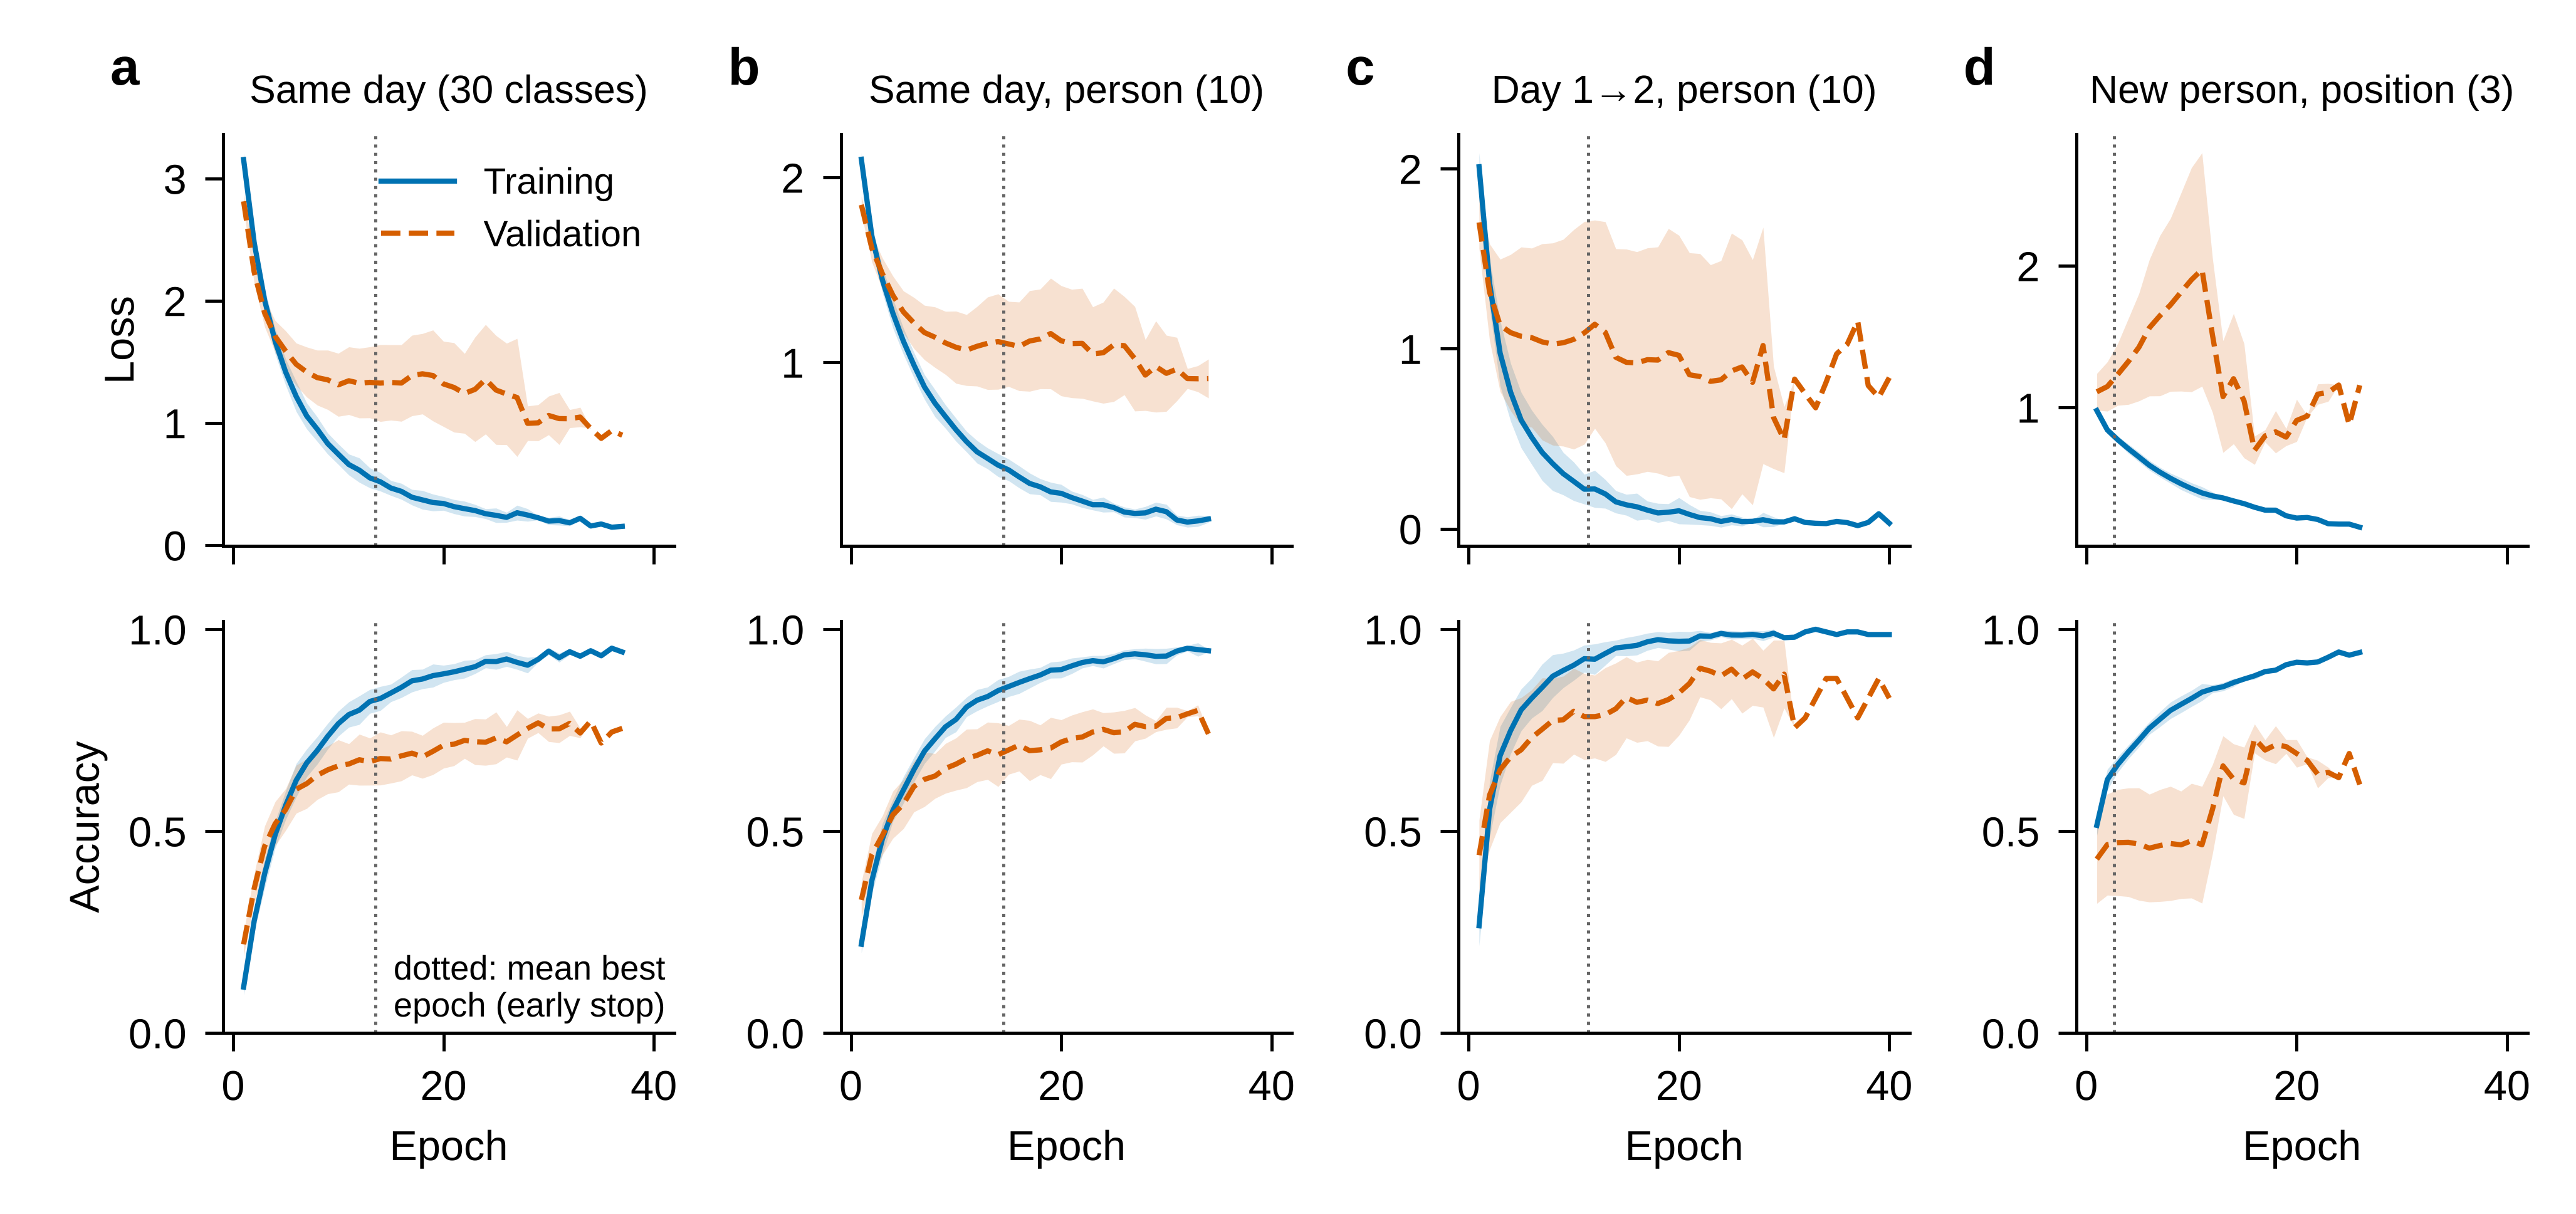 a
Same day (30 classes)
b
Same day, person (10)
c
Day 1→2, person (10)
d
New person, position (3)
Loss
3
2
1
0
Training
Validation
2
1
2
1
0
2
1
Accuracy
1.0
0.5
0.0
dotted: mean best
epoch (early stop)
0 20 40
Epoch
1.0
0.5
0.0
0 20 40
Epoch
1.0
0.5
0.0
0 20 40
Epoch
1.0
0.5
0.0
0 20 40
Epoch